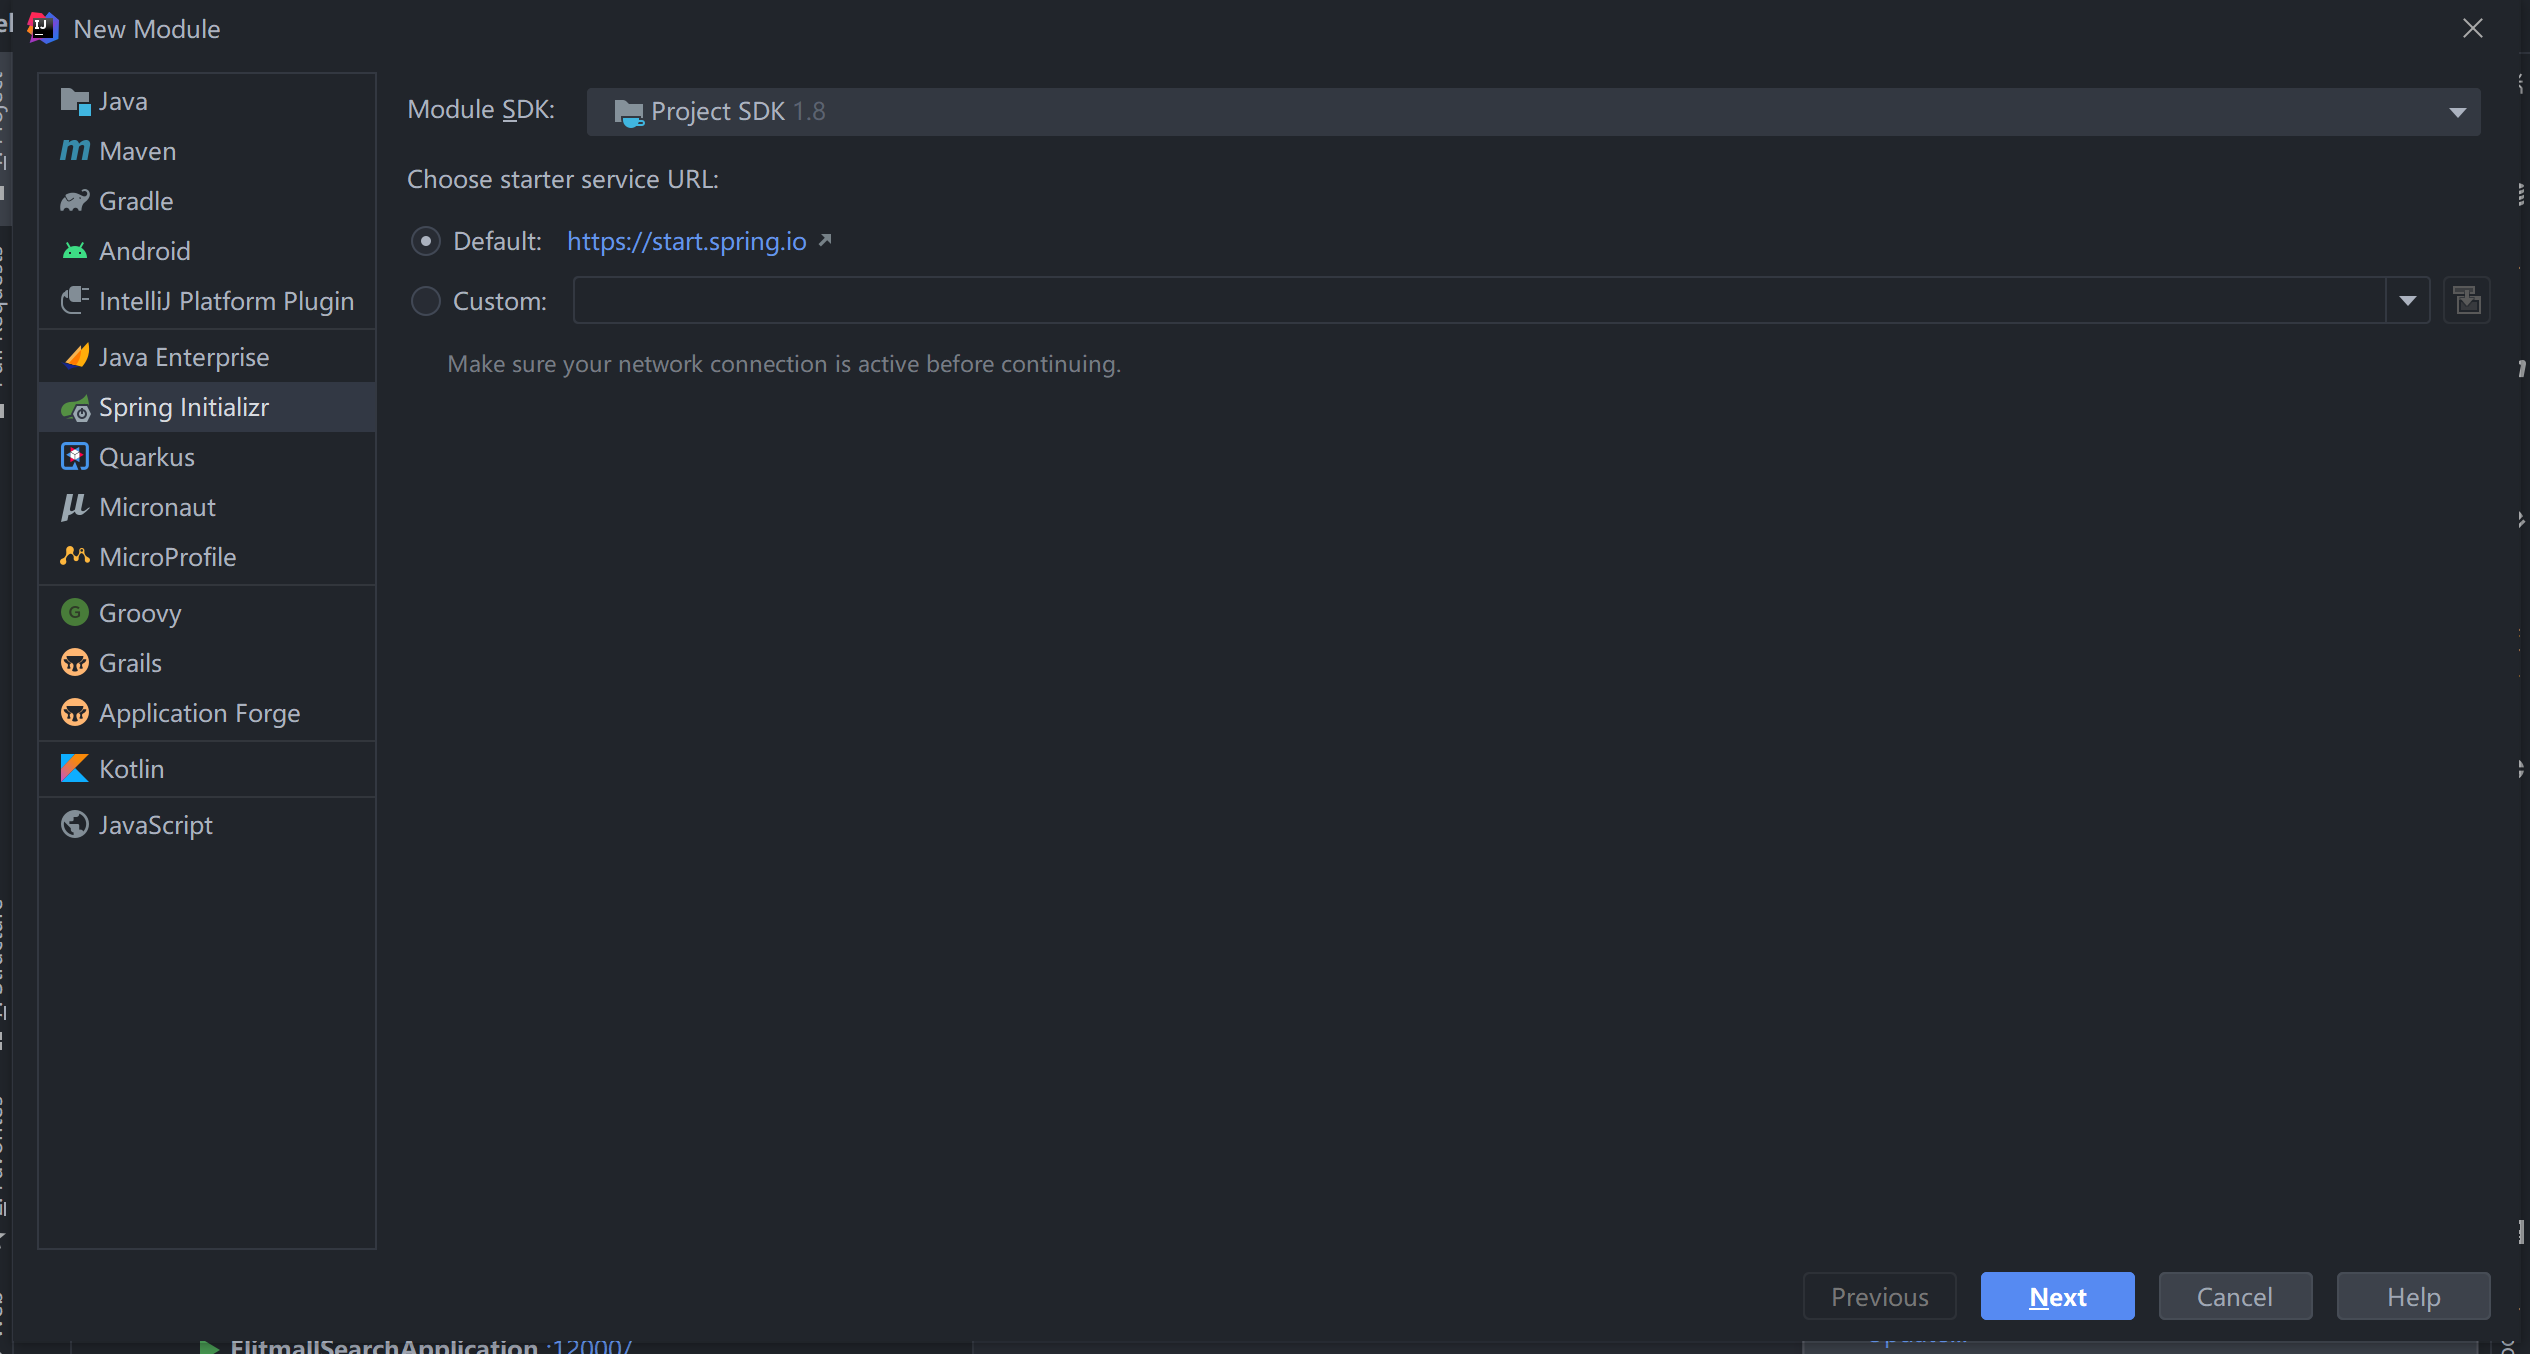 New Module
Java
Maven
Gradle
Android
IntelliJ Platform Plugin
Java Enterprise
Spring Initializr
Quarkus
Micronaut
MicroProfile
Groovy
Grails
Application Forge
Kotlin
JavaScript
Module SDK: Project SDK 1.8
Choose starter service URL:
Default: https://start.spring.io
Custom:
Make sure your network connection is active before continuing.
Previous Next Cancel Help
:12000/